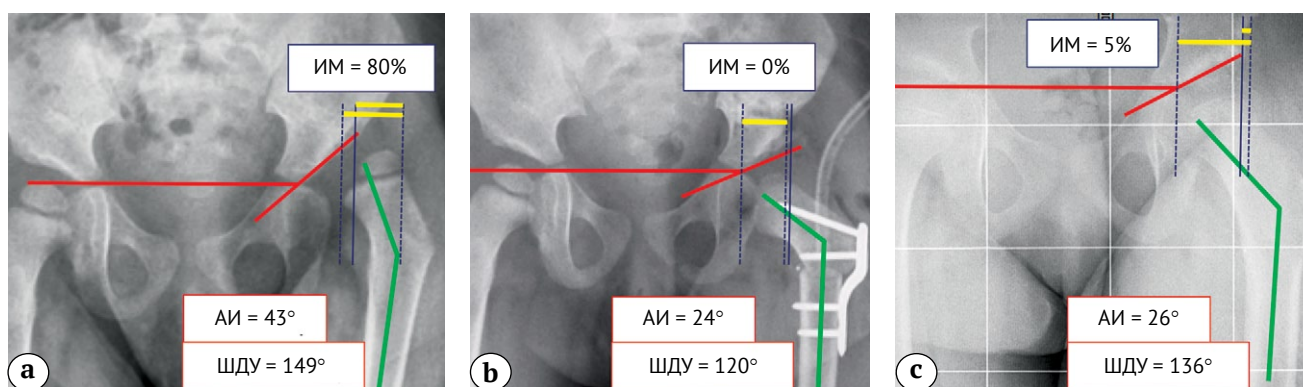 ИМ = 80%
АИ = 43°
ШДУ = 149°
a
ИМ = 0%
АИ = 24°
ШДУ = 120°
b
ИМ = 5%
АИ = 26°
ШДУ = 136°
c